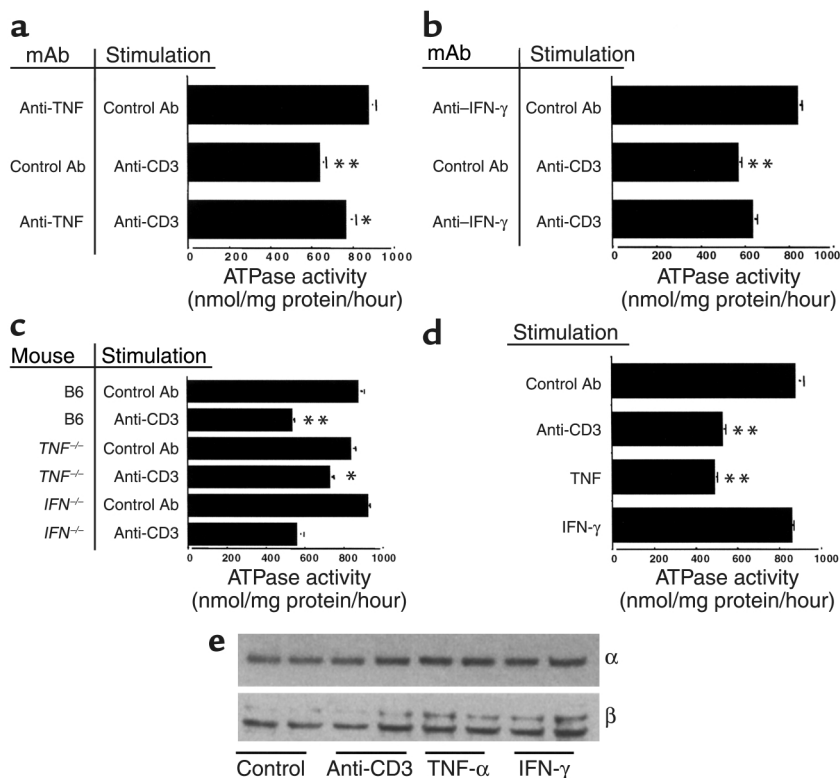 a
mAb Stimulation
Anti-TNF Control Ab
Control Ab Anti-CD3 **
Anti-TNF Anti-CD3 *
0 200 400 600 800 1000
ATPase activity
(nmol/mg protein/hour)
b
mAb Stimulation
Anti–IFN-γ Control Ab
Control Ab Anti-CD3 **
Anti–IFN-γ Anti-CD3
0 200 400 600 800 1000
ATPase activity
(nmol/mg protein/hour)
c
Mouse Stimulation
B6 Control Ab
B6 Anti-CD3 **
TNF–/– Control Ab
TNF–/– Anti-CD3 *
IFN–/– Control Ab
IFN–/– Anti-CD3
0 200 400 600 800 1000
ATPase activity
(nmol/mg protein/hour)
d
Stimulation
Control Ab
Anti-CD3 **
TNF **
IFN-γ
0 200 400 600 800 1000
ATPase activity
(nmol/mg protein/hour)
e
α
β
Control Anti-CD3 TNF-α IFN-γ